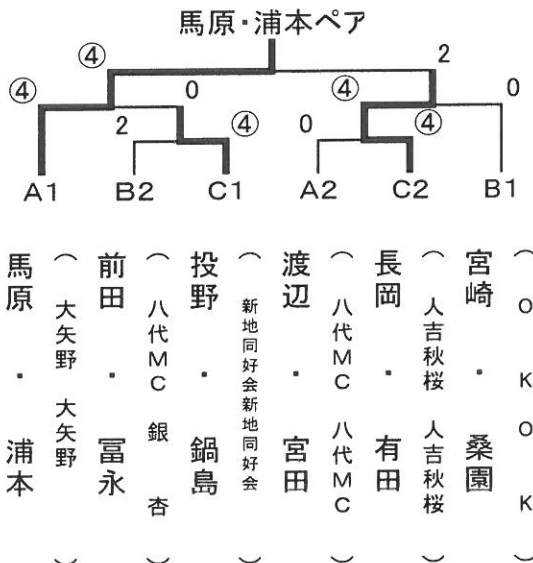 馬原・浦本ペア
④ 2
④ 0 ④ 0
2 ④ 0 ④
A1 B2 C1 A2 C2 B1
馬原・浦本
（大矢野 大矢野）
前田・冨永
（八代MC 銀杏）
投野・鍋島
（新地同好会新地同好会）
渡辺・宮田
（八代MC 八代MC）
長岡・有田
（人吉秋桜 人吉秋桜）
宮崎・桑園
（OK OK）